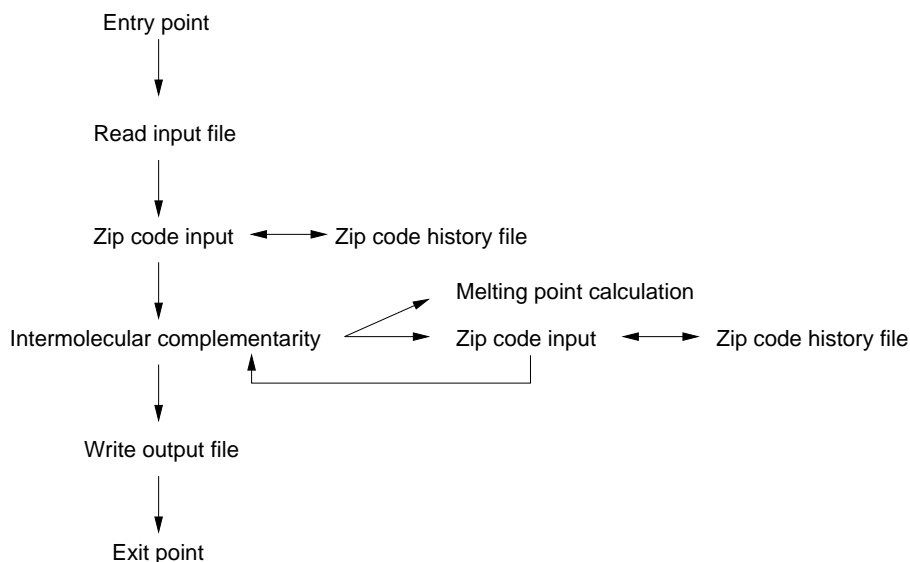 Entry point
Read input file
Zip code input
Zip code history file
Melting point calculation
Intermolecular complementarity
Zip code input
Zip code history file
Write output file
Exit point